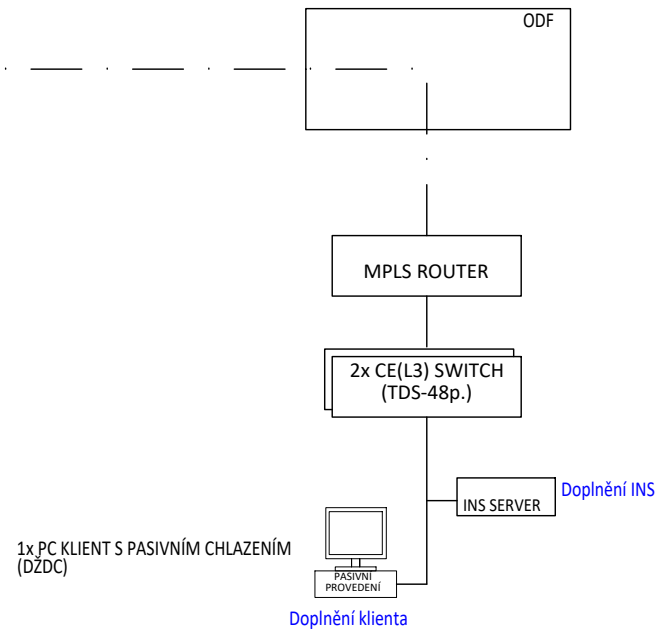 ODF
MPLS ROUTER
2x CE(L3) SWITCH
(TDS-48p.)
Doplnění INS
INS SERVER
1x PC KLIENT S PASIVNÍM CHLAZENÍM
(DŽDC)
PASIVNÍ
PROVEDENÍ
Doplnění klienta